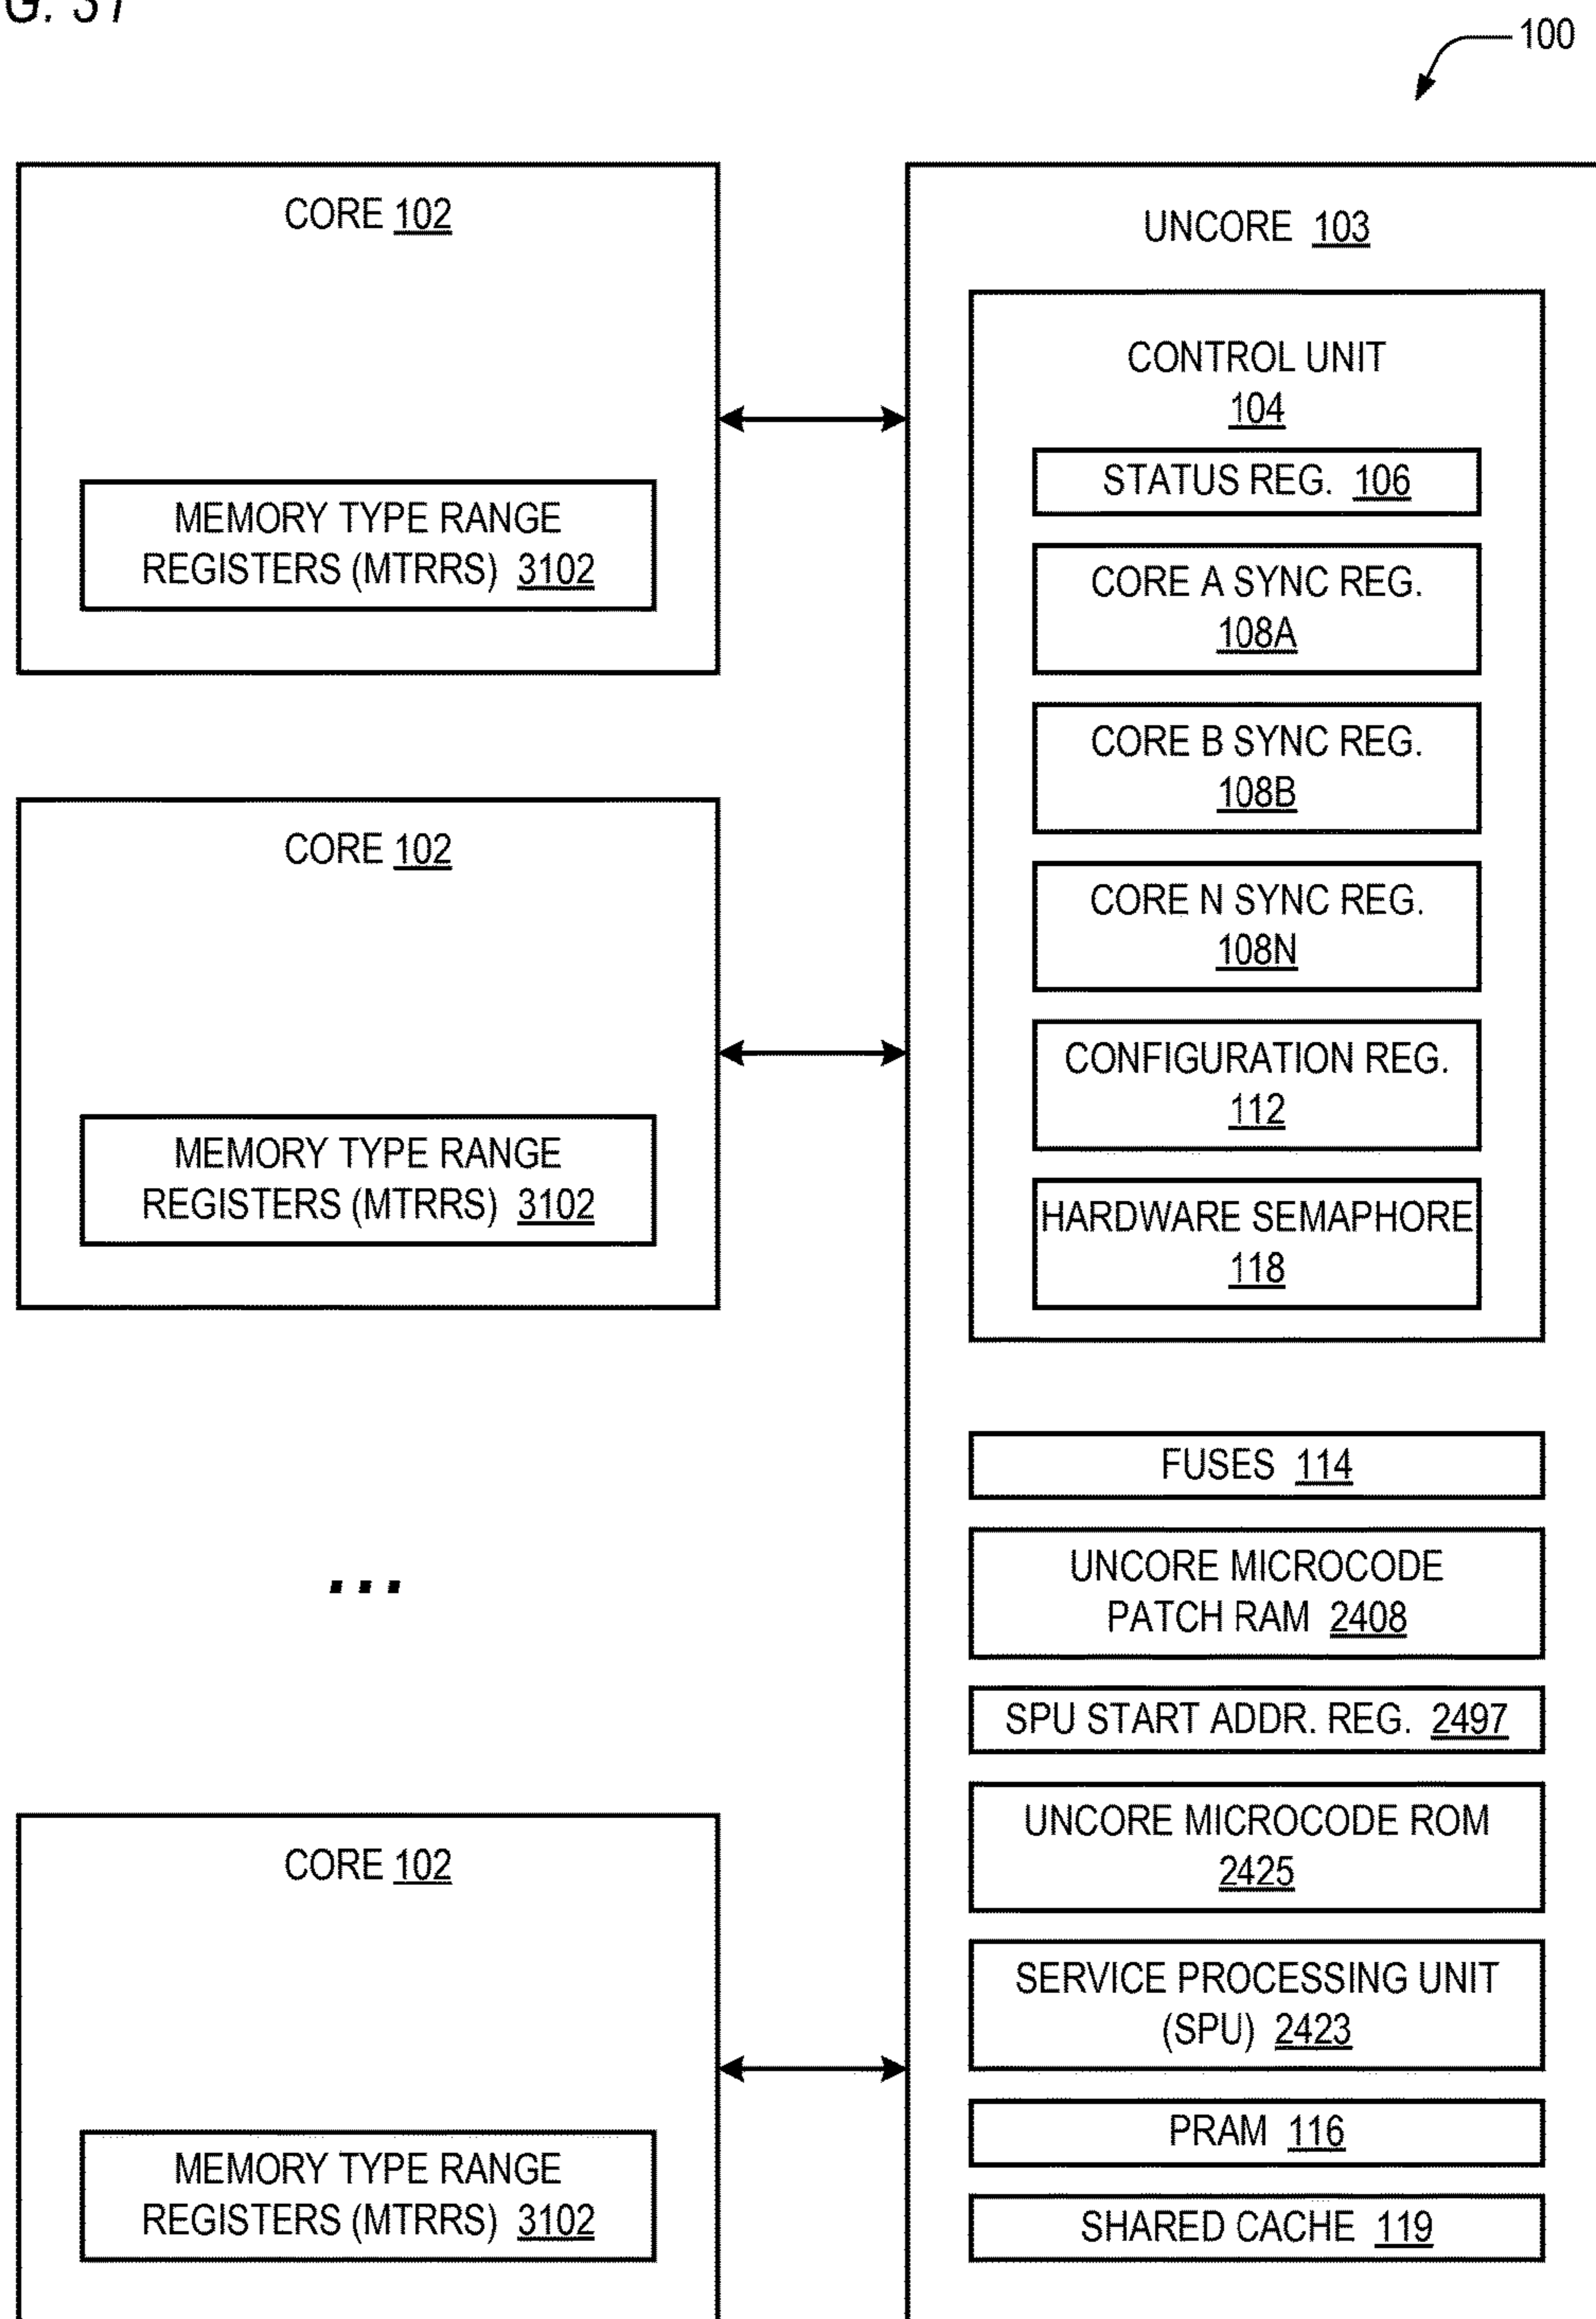 G. 31
100
CORE 102
MEMORY TYPE RANGE
REGISTERS (MTRRS) 3102
CORE 102
MEMORY TYPE RANGE
REGISTERS (MTRRS) 3102
...
CORE 102
MEMORY TYPE RANGE
REGISTERS (MTRRS) 3102
UNCORE 103
CONTROL UNIT
104
STATUS REG. 106
CORE A SYNC REG.
108A
CORE B SYNC REG.
108B
CORE N SYNC REG.
108N
CONFIGURATION REG.
112
HARDWARE SEMAPHORE
118
FUSES 114
UNCORE MICROCODE
PATCH RAM 2408
SPU START ADDR. REG. 2497
UNCORE MICROCODE ROM
2425
SERVICE PROCESSING UNIT
(SPU) 2423
PRAM 116
SHARED CACHE 119